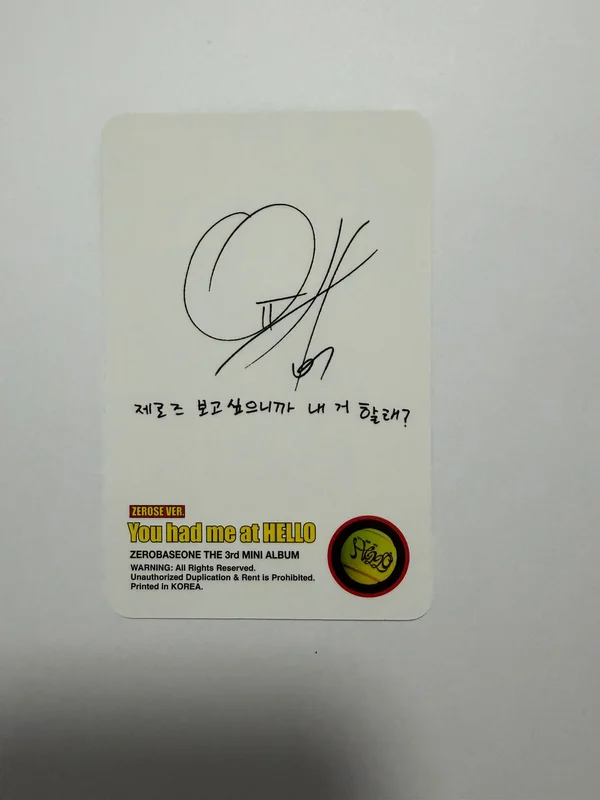 제로즈 보고싶으니까 내 거 할래?
ZEROSE VER.
You had me at HELLO
ZEROBASEONE THE 3rd MINI ALBUM
WARNING: All Rights Reserved.
Unauthorized Duplication & Rent is Prohibited.
Printed in KOREA.